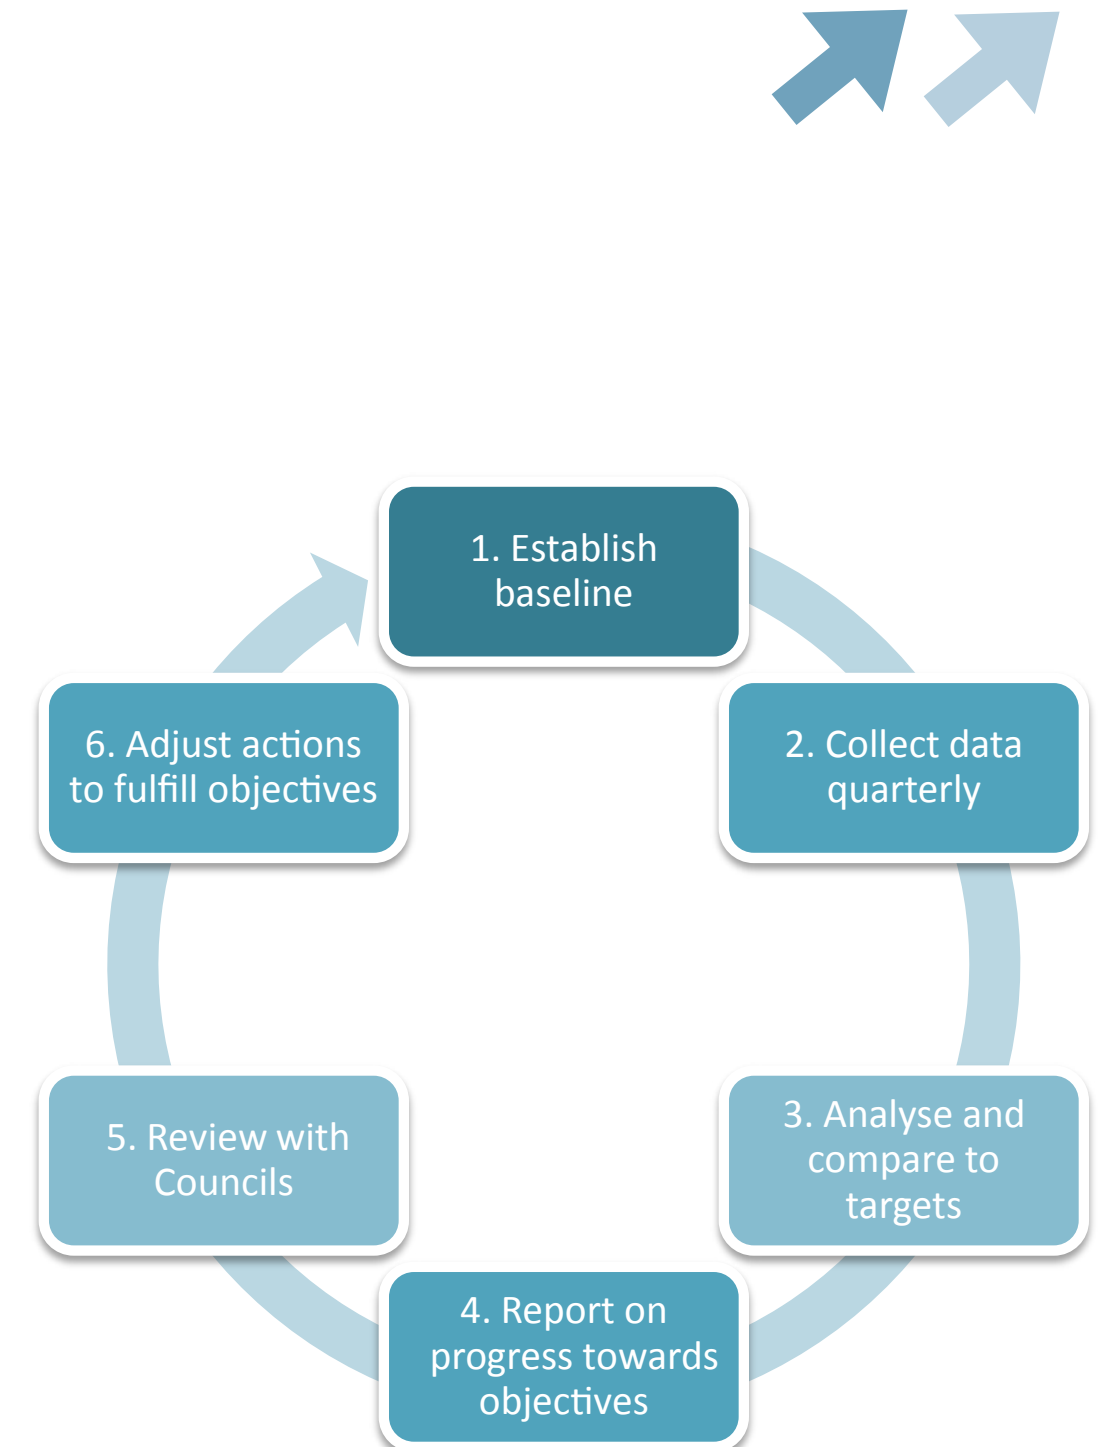 1. Establish
baseline
2. Collect data
quarterly
3. Analyse and
compare to
targets
4. Report on
progress towards
objectives
5. Review with
Councils
6. Adjust actions
to fulfill objectives